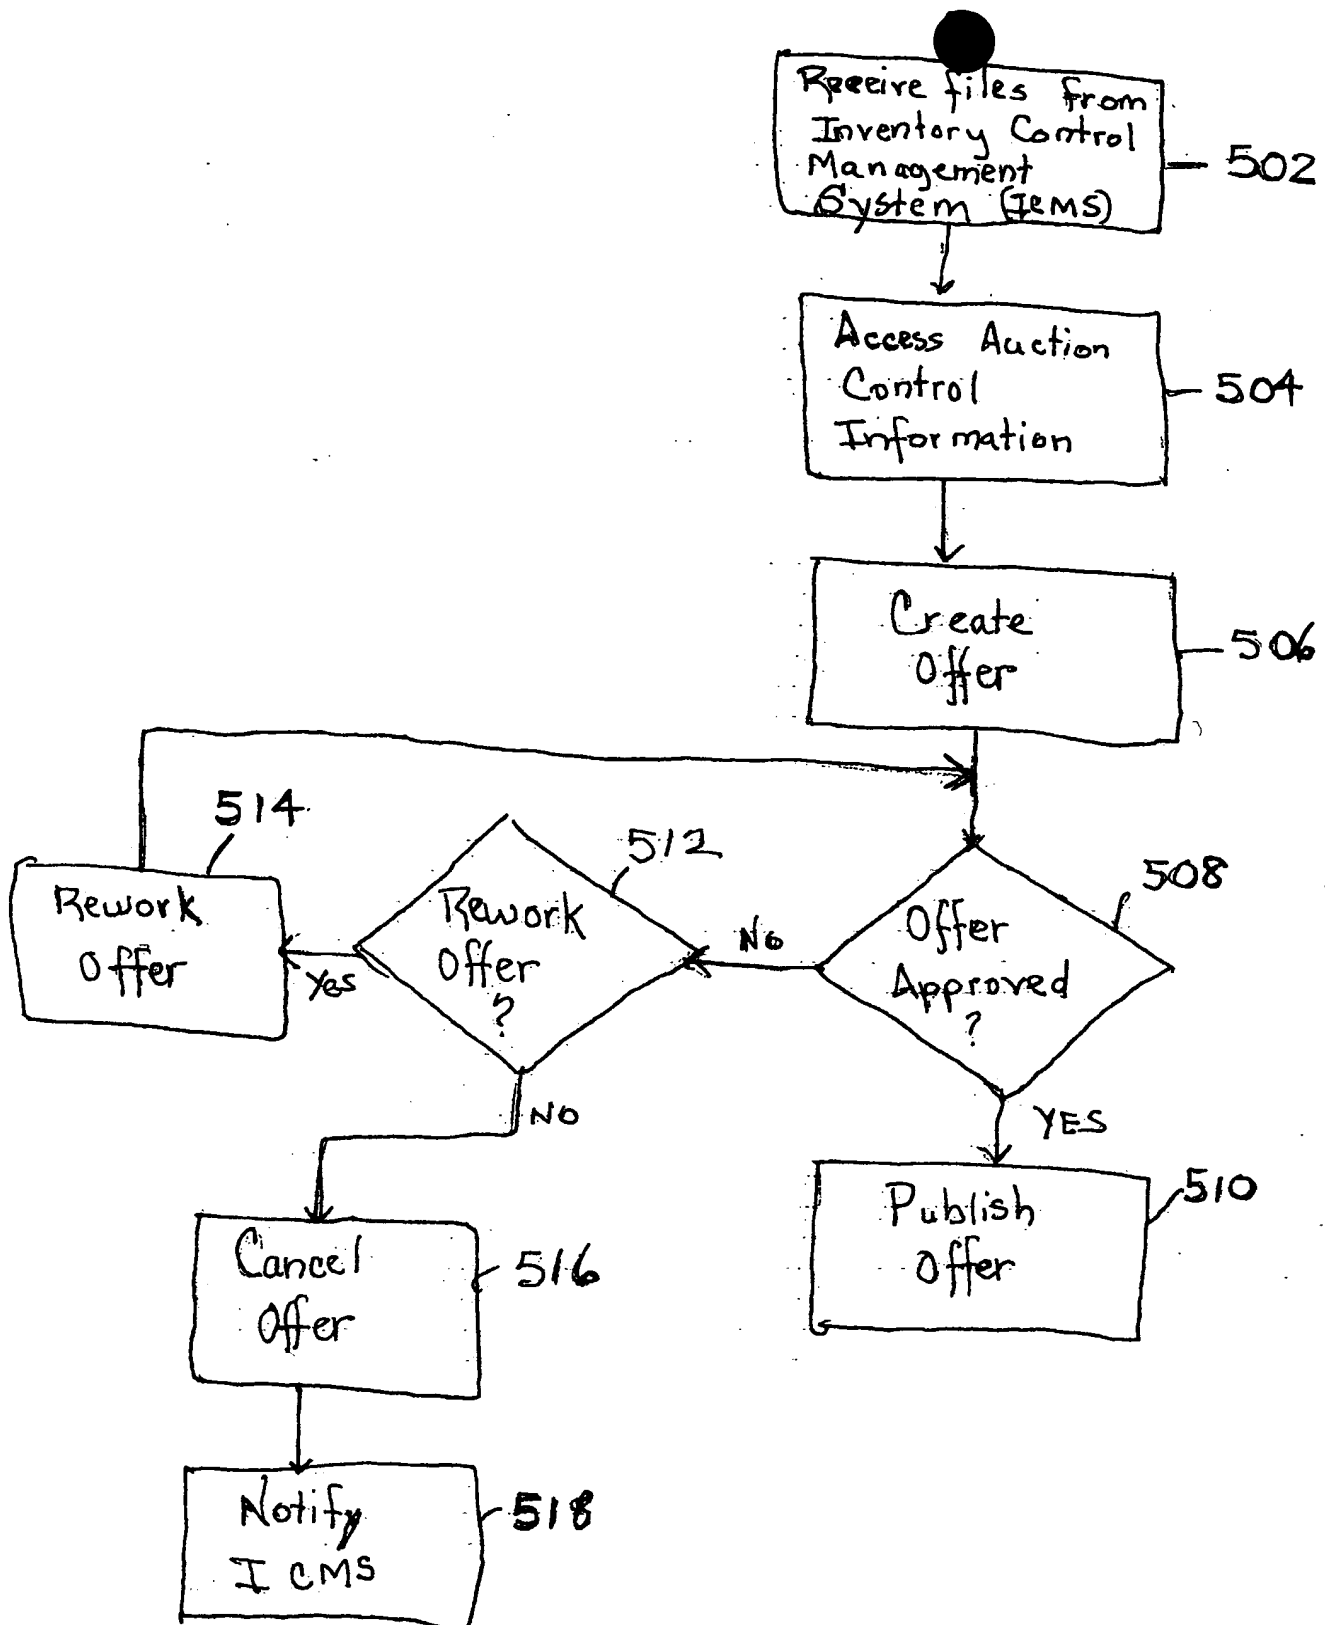 Receive files from
Inventory Control
Management
System (ICMS)
502
Access Auction
Control
Information
504
Create
Offer
506
514
Rework
Offer
Yes
512
Rework
Offer
?
No
508
Offer
Approved
?
NO
YES
Publish
Offer
510
Cancel
Offer
516
Notify
ICMS
518